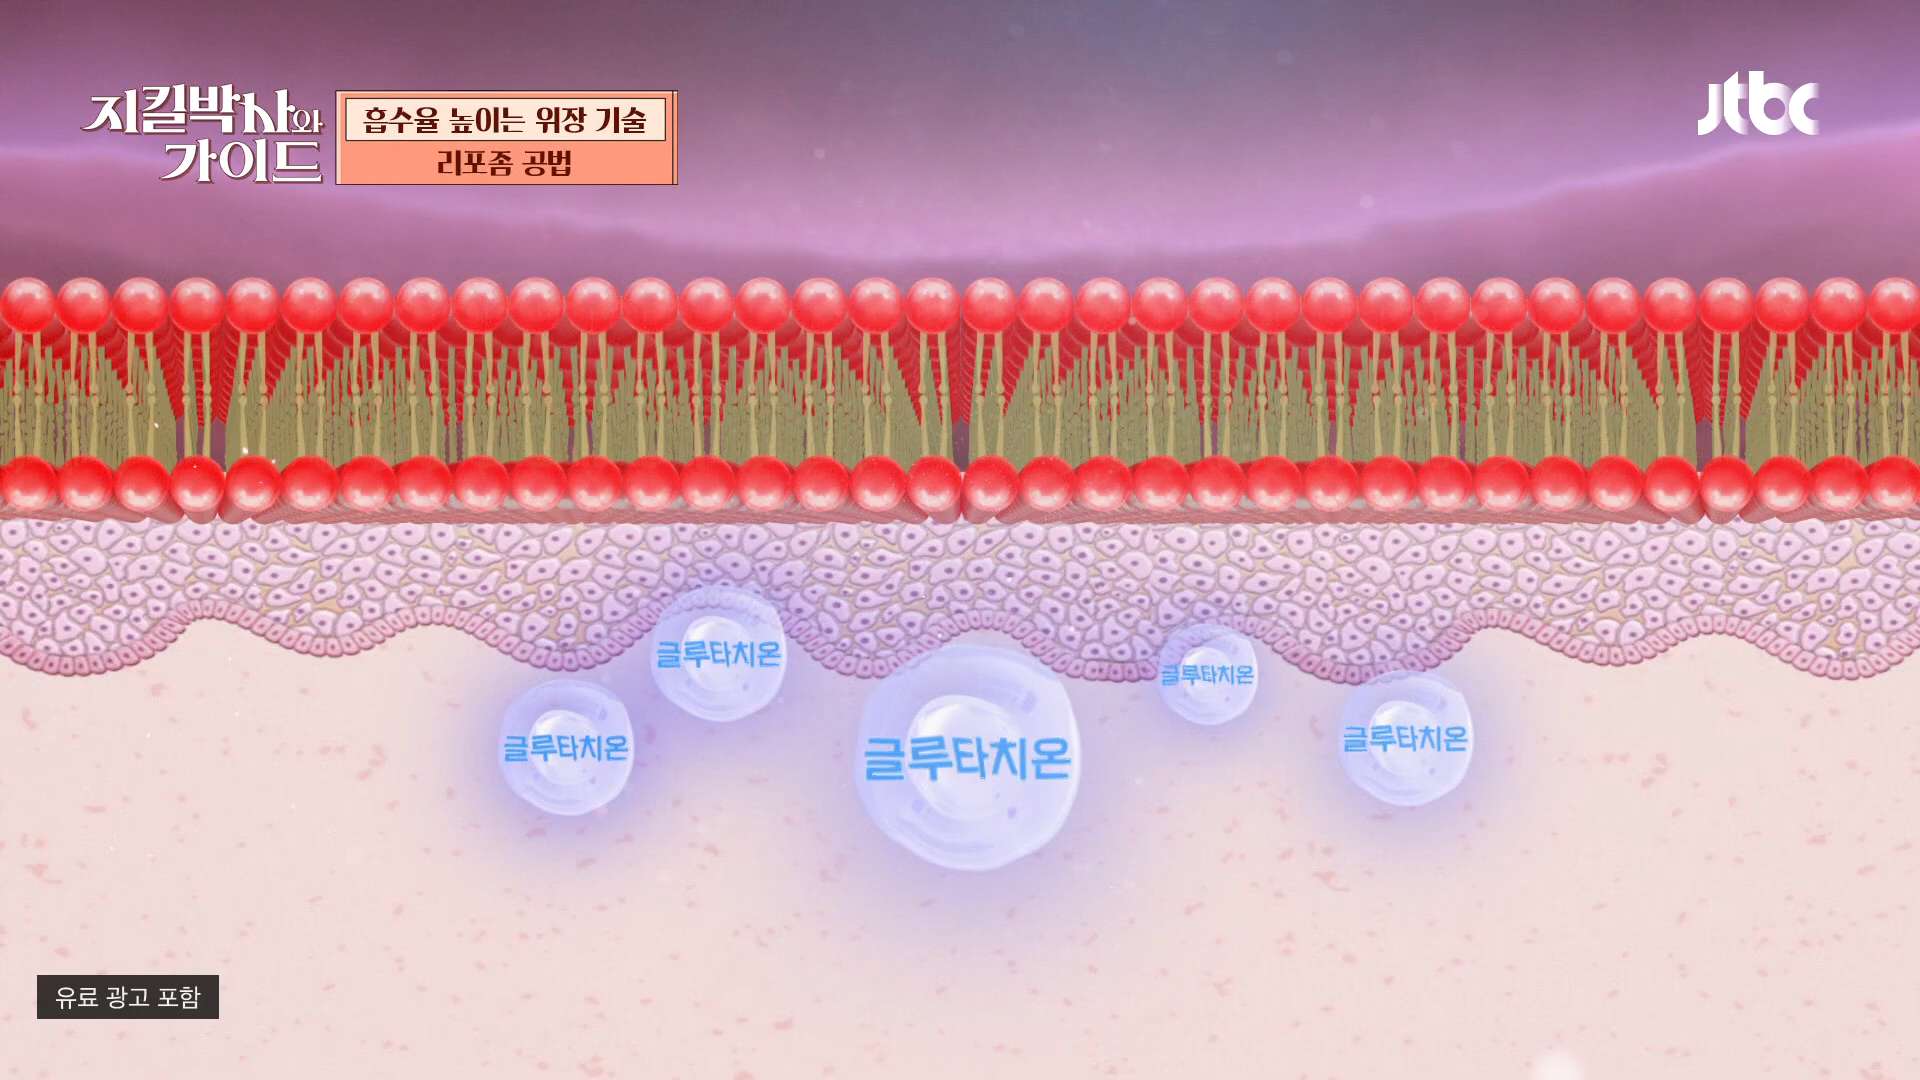 지킬박사와
가이드
흡수율 높이는 위장 기술
리포좀 공법
jtbc
글루타치온
글루타치온
글루타치온
글루타치온
글루타치온
유료 광고 포함